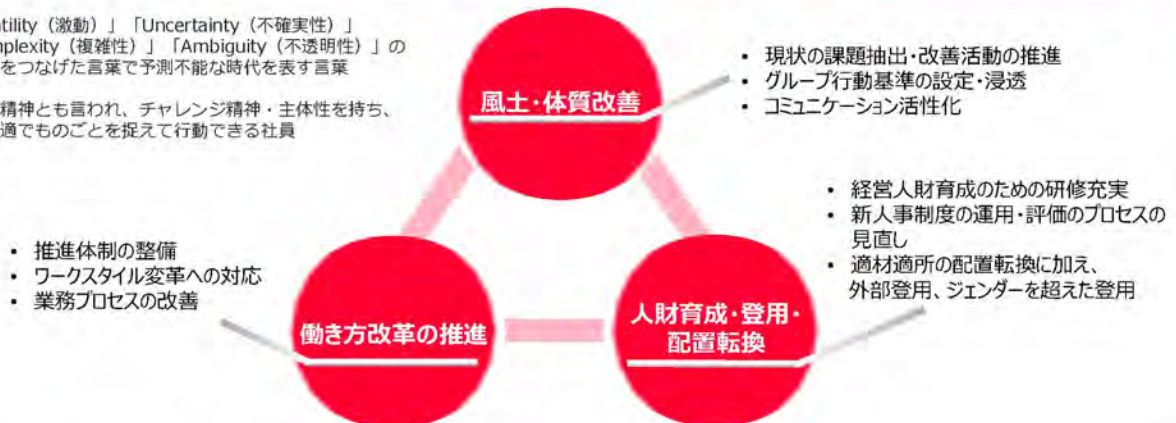 tility（激動）」「Uncertainty（不確実性）」
mplexity（複雑性）」「Ambiguity（不透明性）」の
をつなげた言葉で予測不能な時代を表す言葉
精神とも言われ、チャレンジ精神・主体性を持ち、
適でものごとを捉えて行動できる社員
風土・体質改善
• 現状の課題抽出・改善活動の推進
• グループ行動基準の設定・浸透
• コミュニケーション活性化
• 経営人財育成のための研修充実
• 新人事制度の運用・評価のプロセスの
見直し
• 適材適所の配置転換に加え、
外部登用、ジェンダーを超えた登用
• 推進体制の整備
• ワークスタイル変革への対応
• 業務プロセスの改善
働き方改革の推進
人財育成・登用・
配置転換